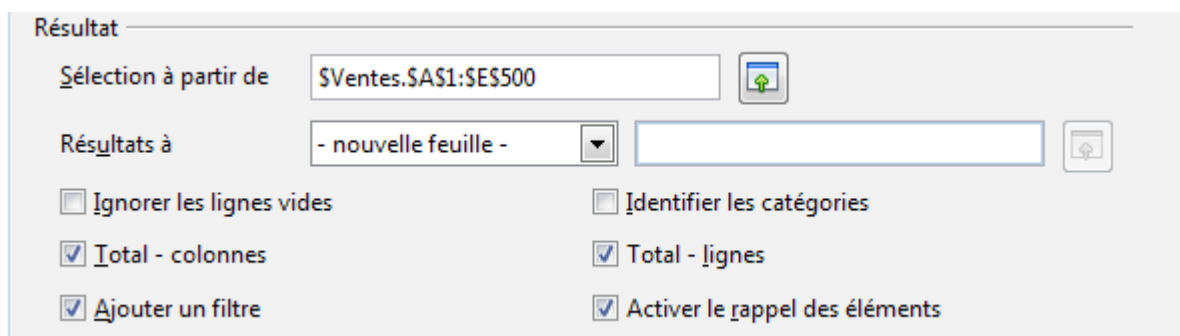 Résultat
Sélection à partir de $Ventes.$A$1:$E$500
Résultats à - nouvelle feuille -
Ignorer les lignes vides Identifier les catégories
Total - colonnes Total - lignes
Ajouter un filtre Activer le rappel des éléments